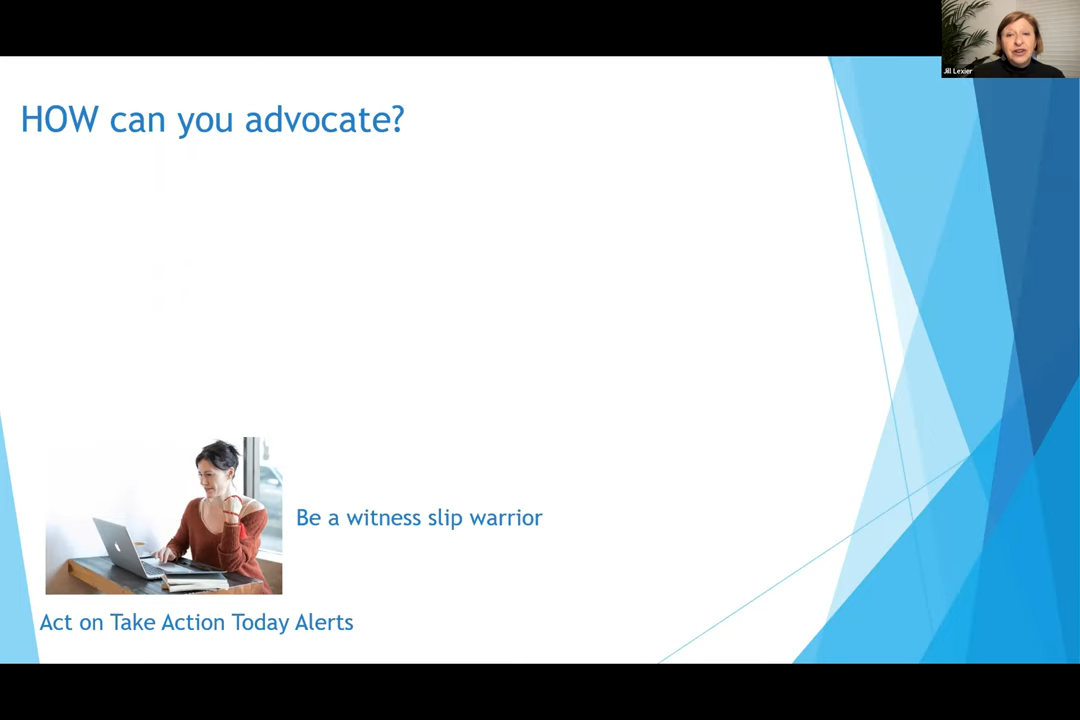 Jill Lexier
HOW can you advocate?
Be a witness slip warrior
Act on Take Action Today Alerts